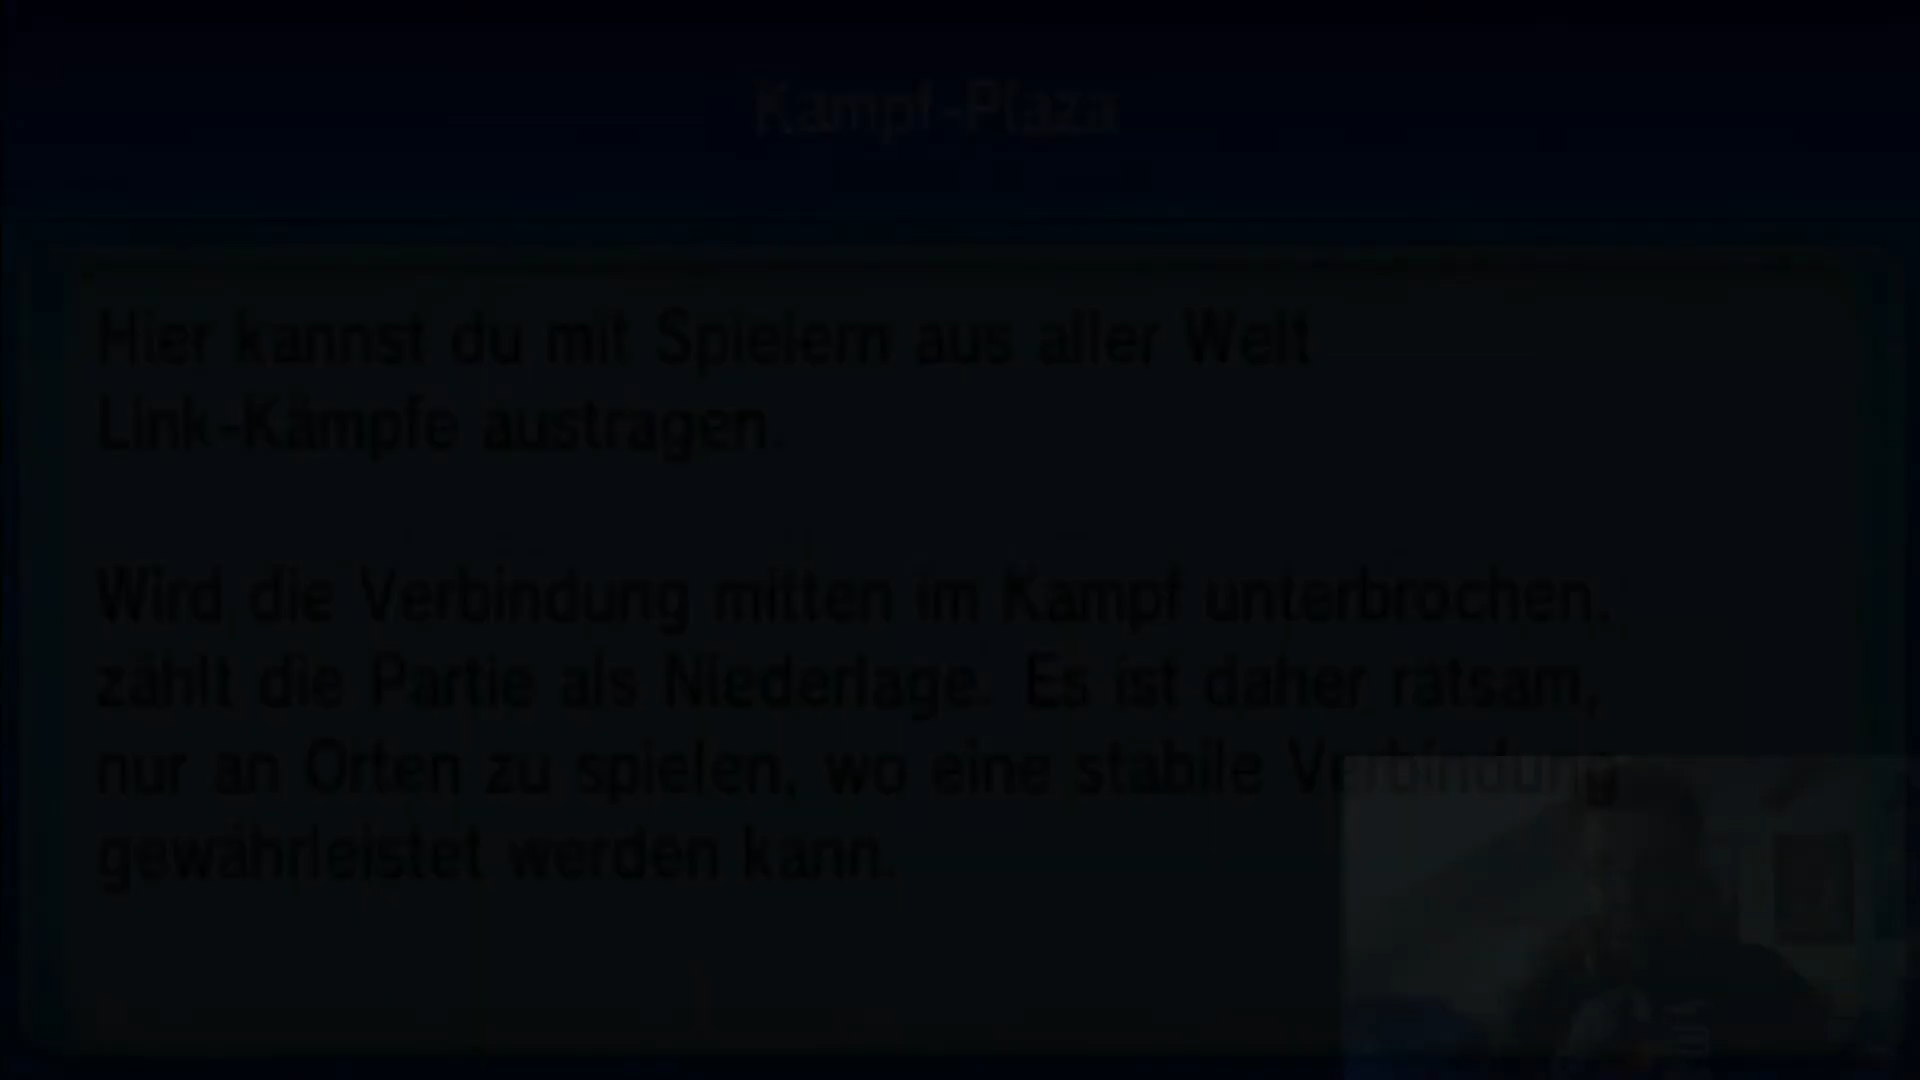 Kampf-Plaza
Hier kannst du mit Spielern aus aller Welt
Link-Kämpfe austragen.
Wird die Verbindung mitten im Kampf unterbrochen,
zählt die Partie als Niederlage. Es ist daher ratsam,
nur an Orten zu spielen, wo eine stabile Verbindung
gewährleistet werden kann.